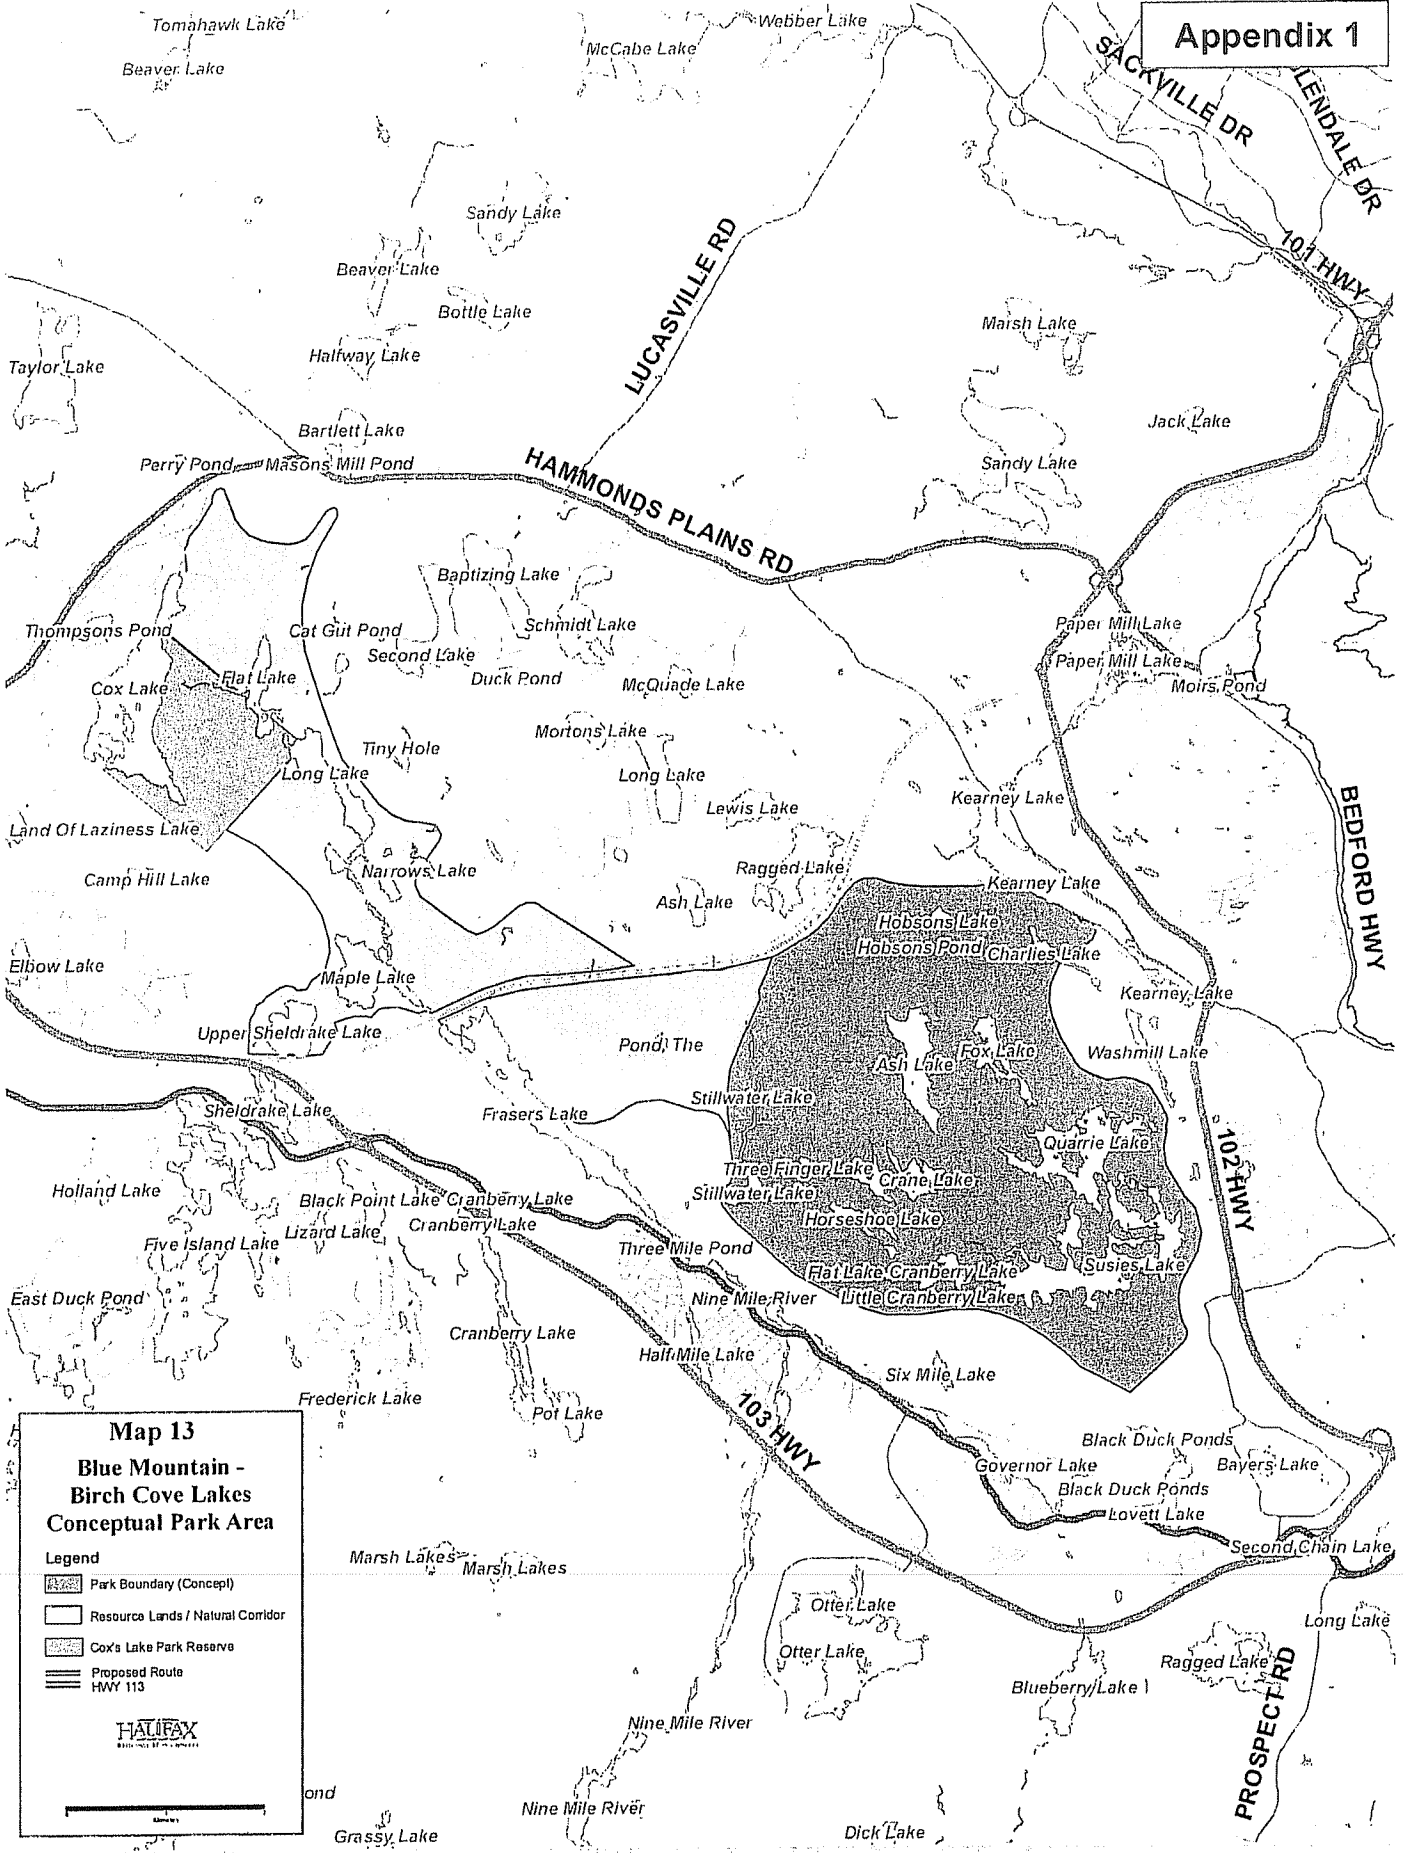 Appendix 1
Tomahawk Lake
Webber Lake
McCabe Lake
Beaver Lake
SACKVILLE DR
LENDALE DR
Sandy Lake
101 HWY
LUCASVILLE RD
Beaver Lake
Bottle Lake
Marsh Lake
Halfway Lake
Taylor Lake
Jack Lake
Bartlett Lake
Perry Pond
Masons Mill Pond
Sandy Lake
HAMMONDS PLAINS RD
Baptizing Lake
Thompsons Pond
Cat Gut Pond
Schmidt Lake
Paper Mill Lake
Second Lake
Paper Mill Lake
Flat Lake
Duck Pond
McQuade Lake
Moirs Pond
Cox Lake
Mortons Lake
Tiny Hole
Long Lake
Long Lake
Kearney Lake
Lewis Lake
BEDFORD HWY
Land Of Laziness Lake
Camp Hill Lake
Narrows Lake
Ragged Lake
Kearney Lake
Ash Lake
Hobsons Lake
Hobsons Pond
Charlies Lake
Elbow Lake
Maple Lake
Kearney Lake
Upper Sheldrake Lake
Pond, The
Ash Lake
Fox Lake
Washmill Lake
Stillwater Lake
Sheldrake Lake
Frasers Lake
Quarrie Lake
102 HWY
Three Finger Lake
Crane Lake
Holland Lake
Black Point Lake
Cranberry Lake
Stillwater Lake
Cranberry Lake
Horseshoe Lake
Lizard Lake
Five Island Lake
Three Mile Pond
Flat Lake
Cranberry Lake
Susies Lake
East Duck Pond
Nine Mile River
Little Cranberry Lake
Cranberry Lake
Half Mile Lake
Six Mile Lake
Frederick Lake
Pot Lake
103 HWY
Black Duck Ponds
Governor Lake
Bayers Lake
Black Duck Ponds
Lovett Lake
Second Chain Lake
Marsh Lakes
Marsh Lakes
Otter Lake
Long Lake
Otter Lake
Ragged Lake
Blueberry Lake
PROSPECT RD
Nine Mile River
ond
Nine Mile River
Grassy Lake
Dick Lake
Map 13
Blue Mountain -
Birch Cove Lakes
Conceptual Park Area
Legend
Park Boundary (Concept)
Resource Lands / Natural Corridor
Cox's Lake Park Reserve
Proposed Route
HWY 113
HALIFAX